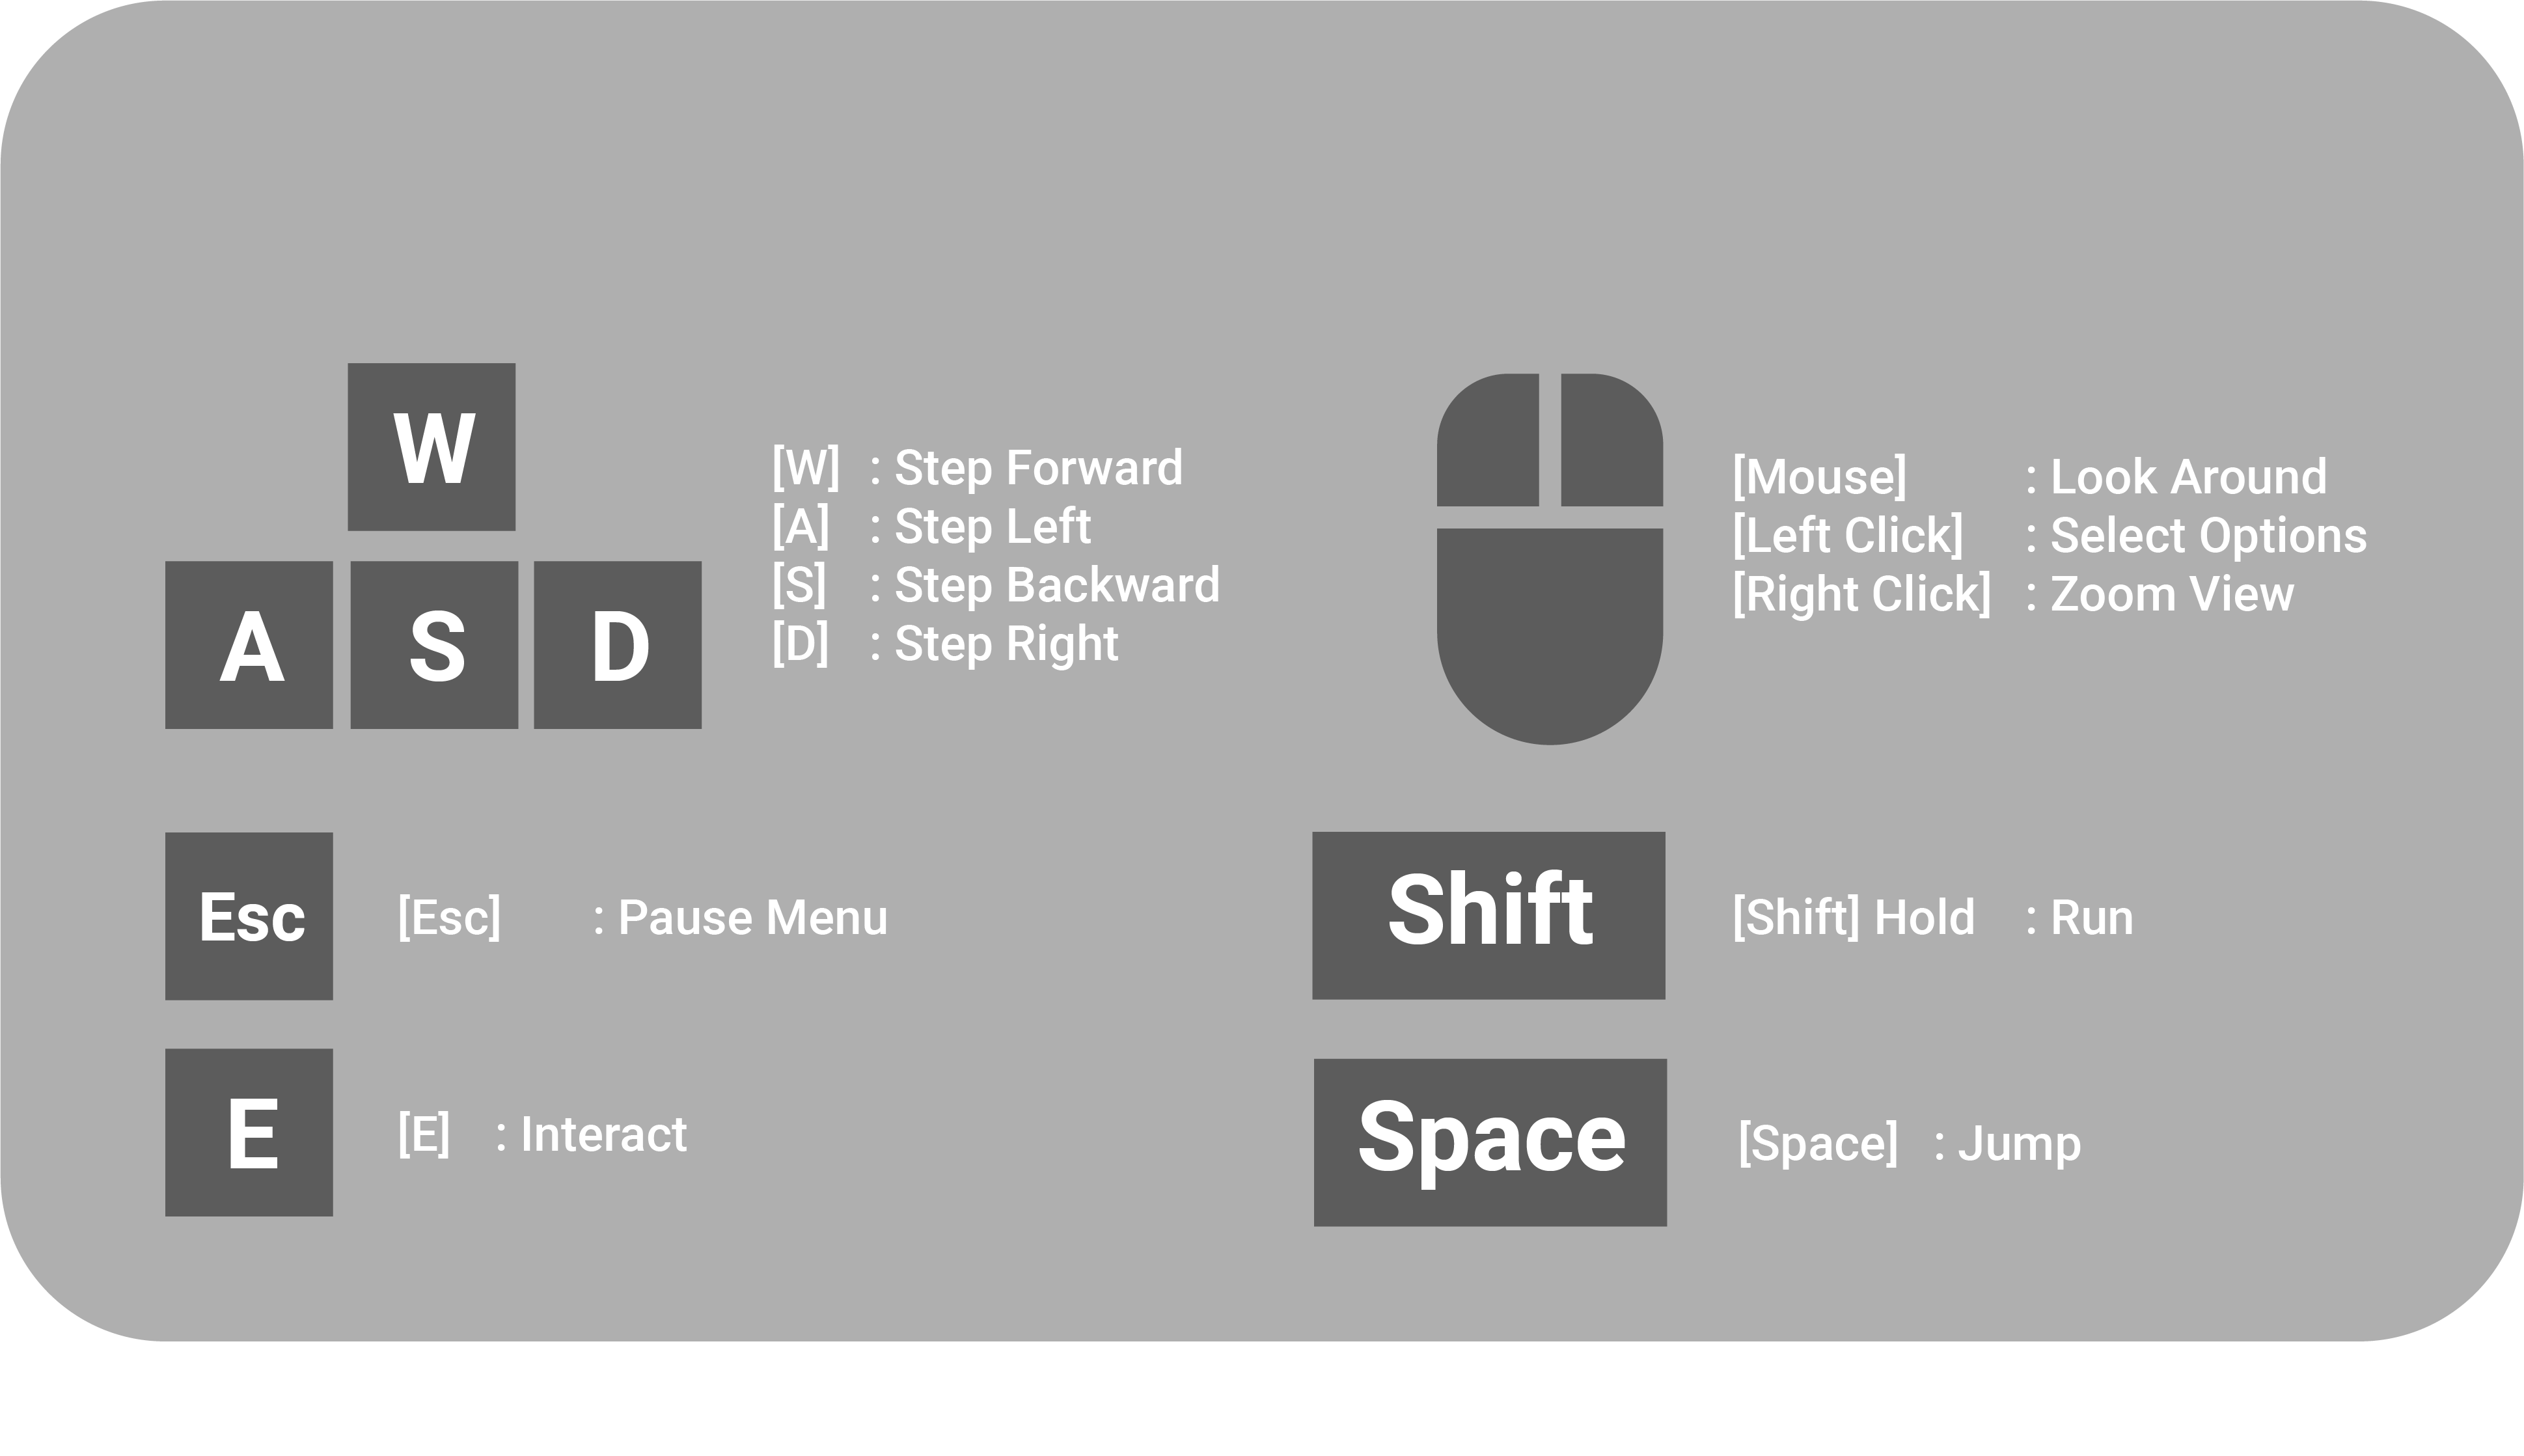 W
A S D
[W] : Step Forward
[A] : Step Left
[S] : Step Backward
[D] : Step Right
[Mouse] : Look Around
[Left Click] : Select Options
[Right Click] : Zoom View
Esc
[Esc] : Pause Menu
Shift
[Shift] Hold : Run
E
[E] : Interact
Space
[Space] : Jump